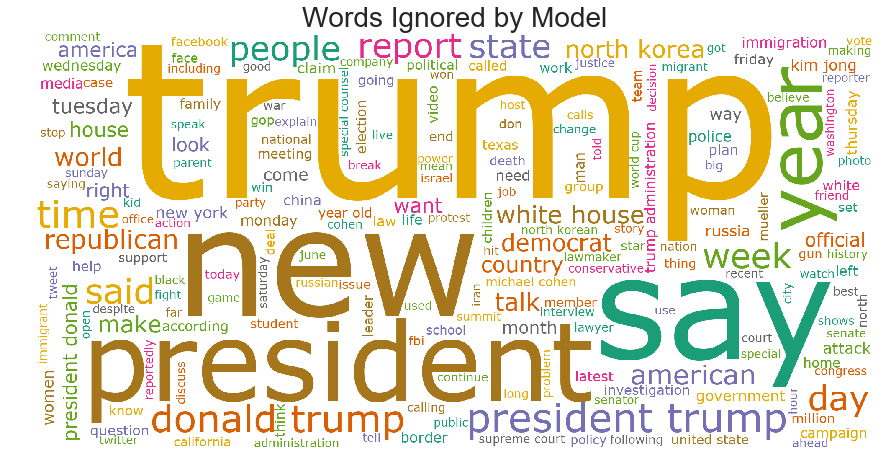 Words Ignored by Model
trump
new
say
president
year
president trump
donald trump
people
report
state
north korea
immigration
got
vote
making
comment
facebook
face
america
wednesday
including
media
case
good
claim
company
political
called
work
justice
migrant
friday
kim jong
reporter
tuesday
family
going
won
special counsel
video
team
decision
believe
thursday
washington
stop
house
speak
war
gop
explain
live
election
end
don
host
calls
change
texas
told
man
police
way
plan
big
photo
look
national
meeting
world
parent
come
break
power
mean
israel
death
need
job
group
world cup
trump administration
sunday
saying
right
win
china
want
woman
white
friend
mueller
set
kid
time
office
action
new york
party
cohen
year old
monday
law
life
protest
children
white house
north korean
story
star
nation
russia
official
gun
history
republican
support
deal
june
democrat
hit
lawmaker
conservative
thing
week
recent
watch
left
tweet
help
black
today
saturday
russian
issue
country
michael cohen
iran
said
fight
game
used
talk
member
interview
use
city
best
north
president donald
open
despite
make
far
according
student
leader
summit
month
lawyer
court
special
shows
senate
attack
home
immigrant
women
reportedly
discuss
fbi
school
continue
long
problem
latest
american
investigation
senator
government
congress
hour
day
million
campaign
ahead
know
question
twitter
california
think
administration
calling
tell
border
public
supreme court
policy
following
united state